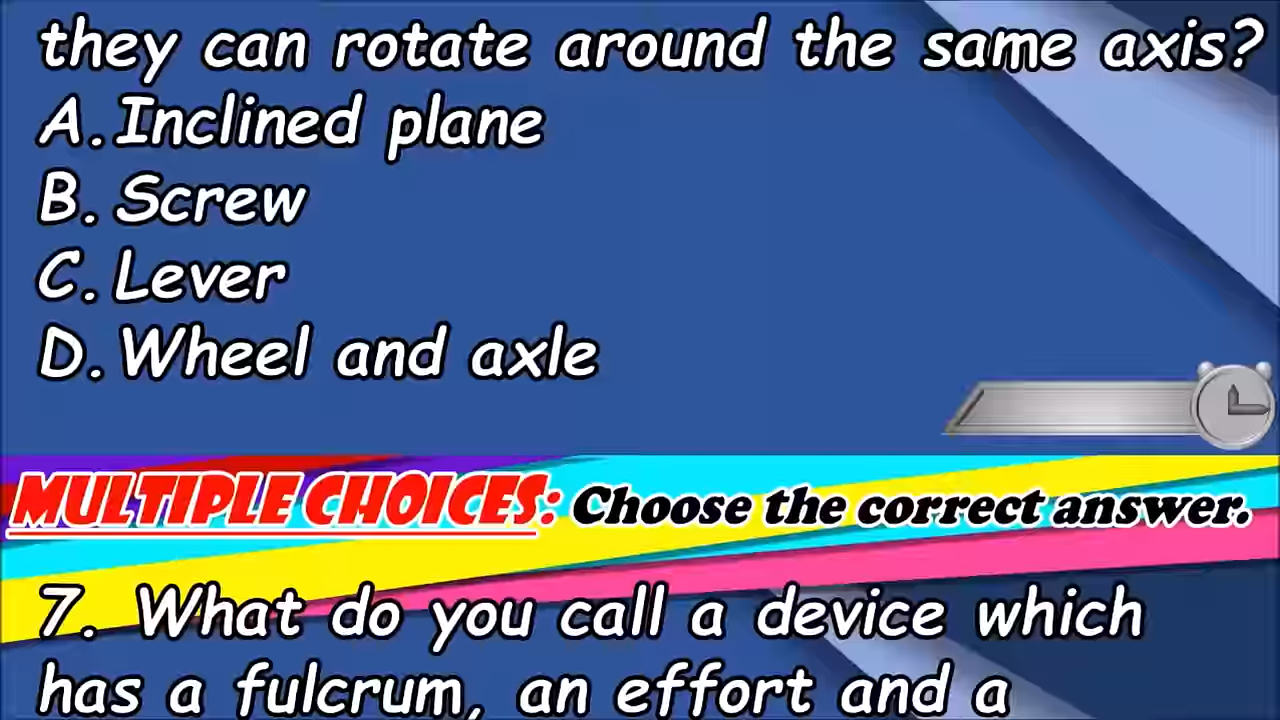 they can rotate around the same axis?
A. Inclined plane
B. Screw
C. Lever
D. Wheel and axle
MULTIPLE CHOICES: Choose the correct answer.
7. What do you call a device which
has a fulcrum, an effort and a